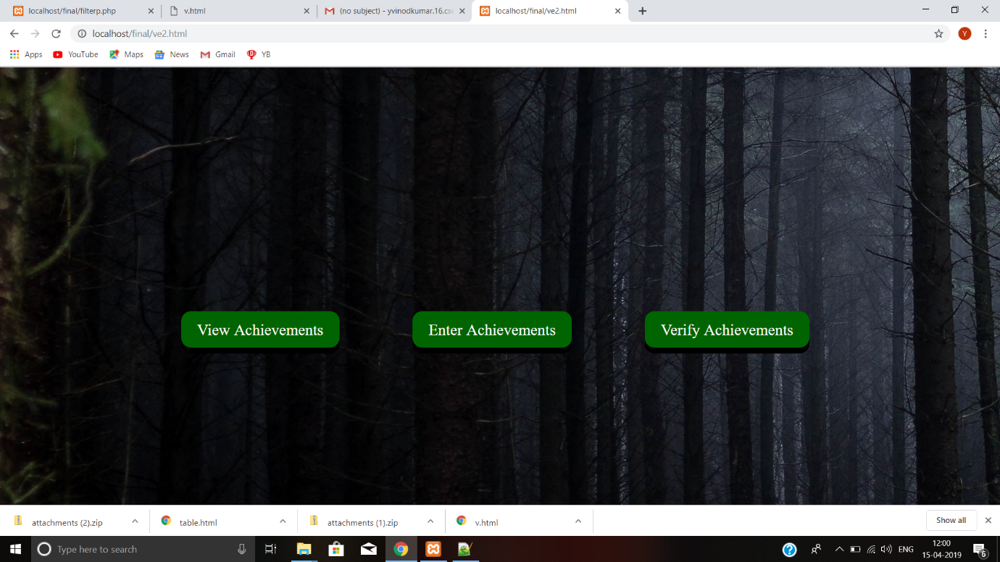 localhost/final/filterp.php
v.html
(no subject) - yvinodkumar.16.cse
localhost/final/ve2.html
localhost/final/ve2.html
Y
Apps
YouTube
Maps
News
Gmail
YB
View Achievements
Enter Achievements
Verify Achievements
attachments (2).zip
table.html
attachments (1).zip
v.html
Show all
Type here to search
ENG
12:00
15-04-2019
6